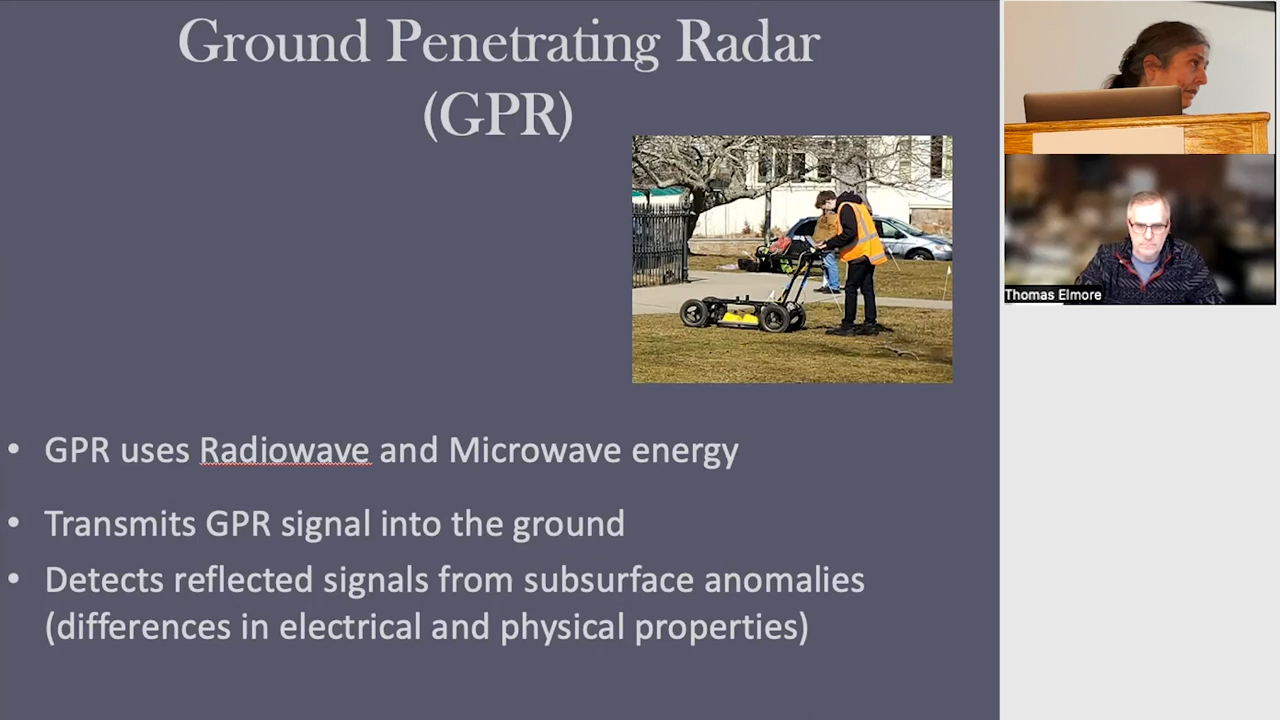 Ground Penetrating Radar
(GPR)
• GPR uses Radiowave and Microwave energy
• Transmits GPR signal into the ground
• Detects reflected signals from subsurface anomalies
(differences in electrical and physical properties)
Thomas Elmore